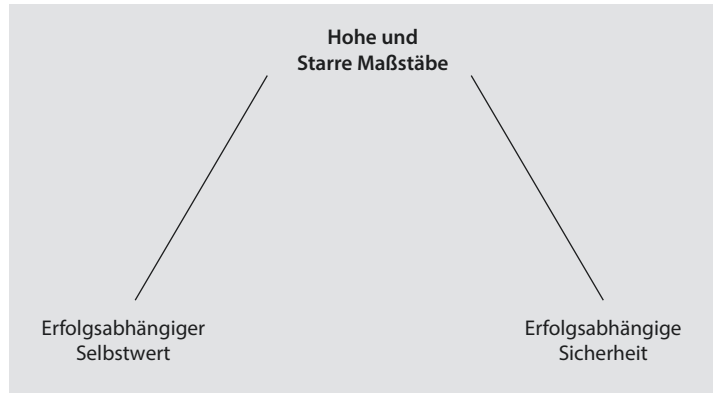 Hohe und
Starre Maßstäbe
Erfolgsabhängiger
Selbstwert
Erfolgsabhängige
Sicherheit